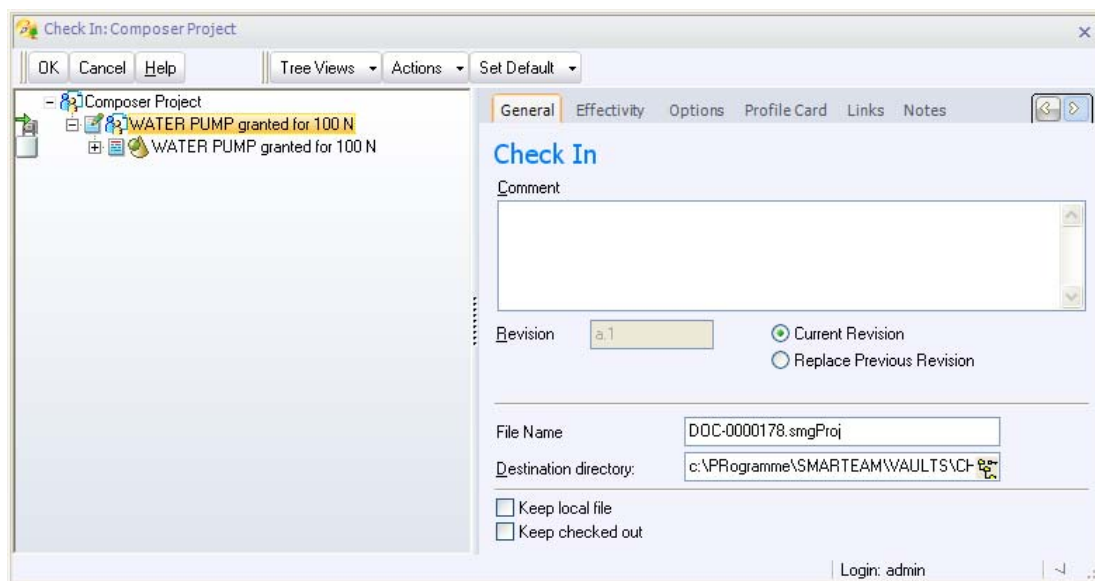 Check In: Composer Project
OK Cancel Help Tree Views Actions Set Default
Composer Project
WATER PUMP granted for 100 N
WATER PUMP granted for 100 N
General Effectivity Options Profile Card Links Notes
Check In
Comment
Revision a.1 Current Revision
Replace Previous Revision
File Name DOC-0000178.smgProj
Destination directory: c:\PRogramme\SMARTEAM\VAULTS\CH
Keep local file
Keep checked out
Login: admin